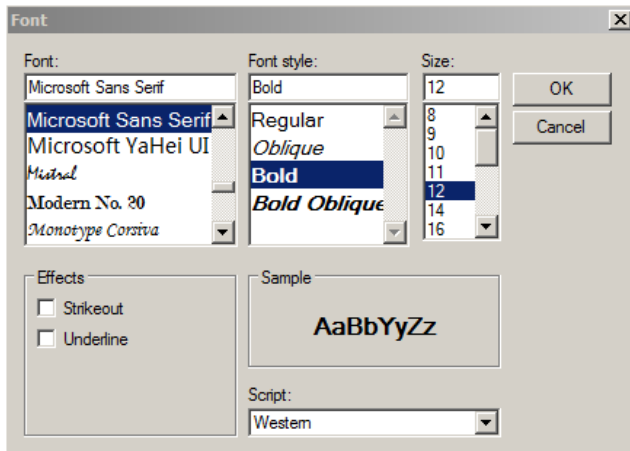 Font
Font:
Microsoft Sans Serif
Microsoft Sans Serif
Microsoft YaHei UI
Mistral
Modern No. 20
Monotype Corsiva
Font style:
Bold
Regular
Oblique
Bold
Bold Oblique
Size:
12
8
9
10
11
12
14
16
OK
Cancel
Effects
Strikeout
Underline
Sample
AaBbYyZz
Script:
Western